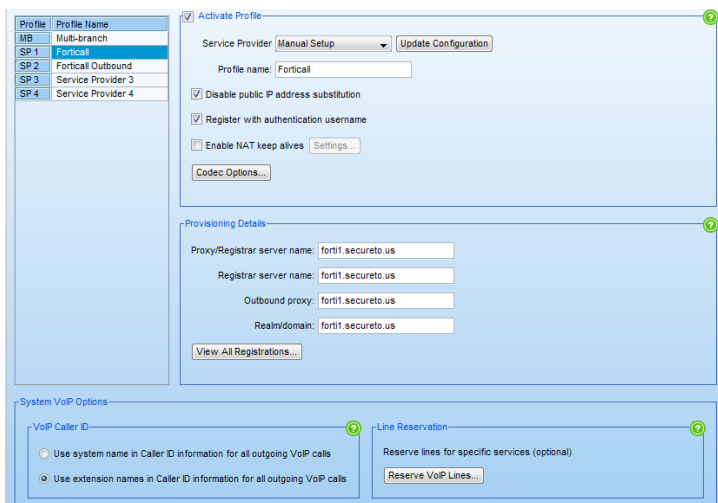 Profile Profile Name
MB Multi-branch
SP 1 Forticall
SP 2 Forticall Outbound
SP 3 Service Provider 3
SP 4 Service Provider 4
Activate Profile
Service Provider Manual Setup Update Configuration
Profile name: Forticall
Disable public IP address substitution
Register with authentication username
Enable NAT keep alives Settings...
Codec Options...
Provisioning Details
Proxy/Registrar server name: forti1.secureto.us
Registrar server name: forti1.secureto.us
Outbound proxy: forti1.secureto.us
Realm/domain: forti1.secureto.us
View All Registrations...
System VoIP Options
VoIP Caller ID
Use system name in Caller ID information for all outgoing VoIP calls
Use extension names in Caller ID information for all outgoing VoIP calls
Line Reservation
Reserve lines for specific services (optional)
Reserve VoIP Lines...